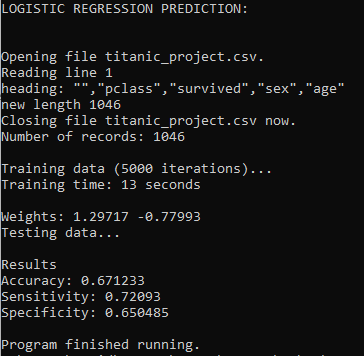 LOGISTIC REGRESSION PREDICTION:
Opening file titanic_project.csv.
Reading line 1
heading: "","pclass","survived","sex","age"
new length 1046
Closing file titanic_project.csv now.
Number of records: 1046
Training data (5000 iterations)...
Training time: 13 seconds
Weights: 1.29717 -0.77993
Testing data...
Results
Accuracy: 0.671233
Sensitivity: 0.72093
Specificity: 0.650485
Program finished running.